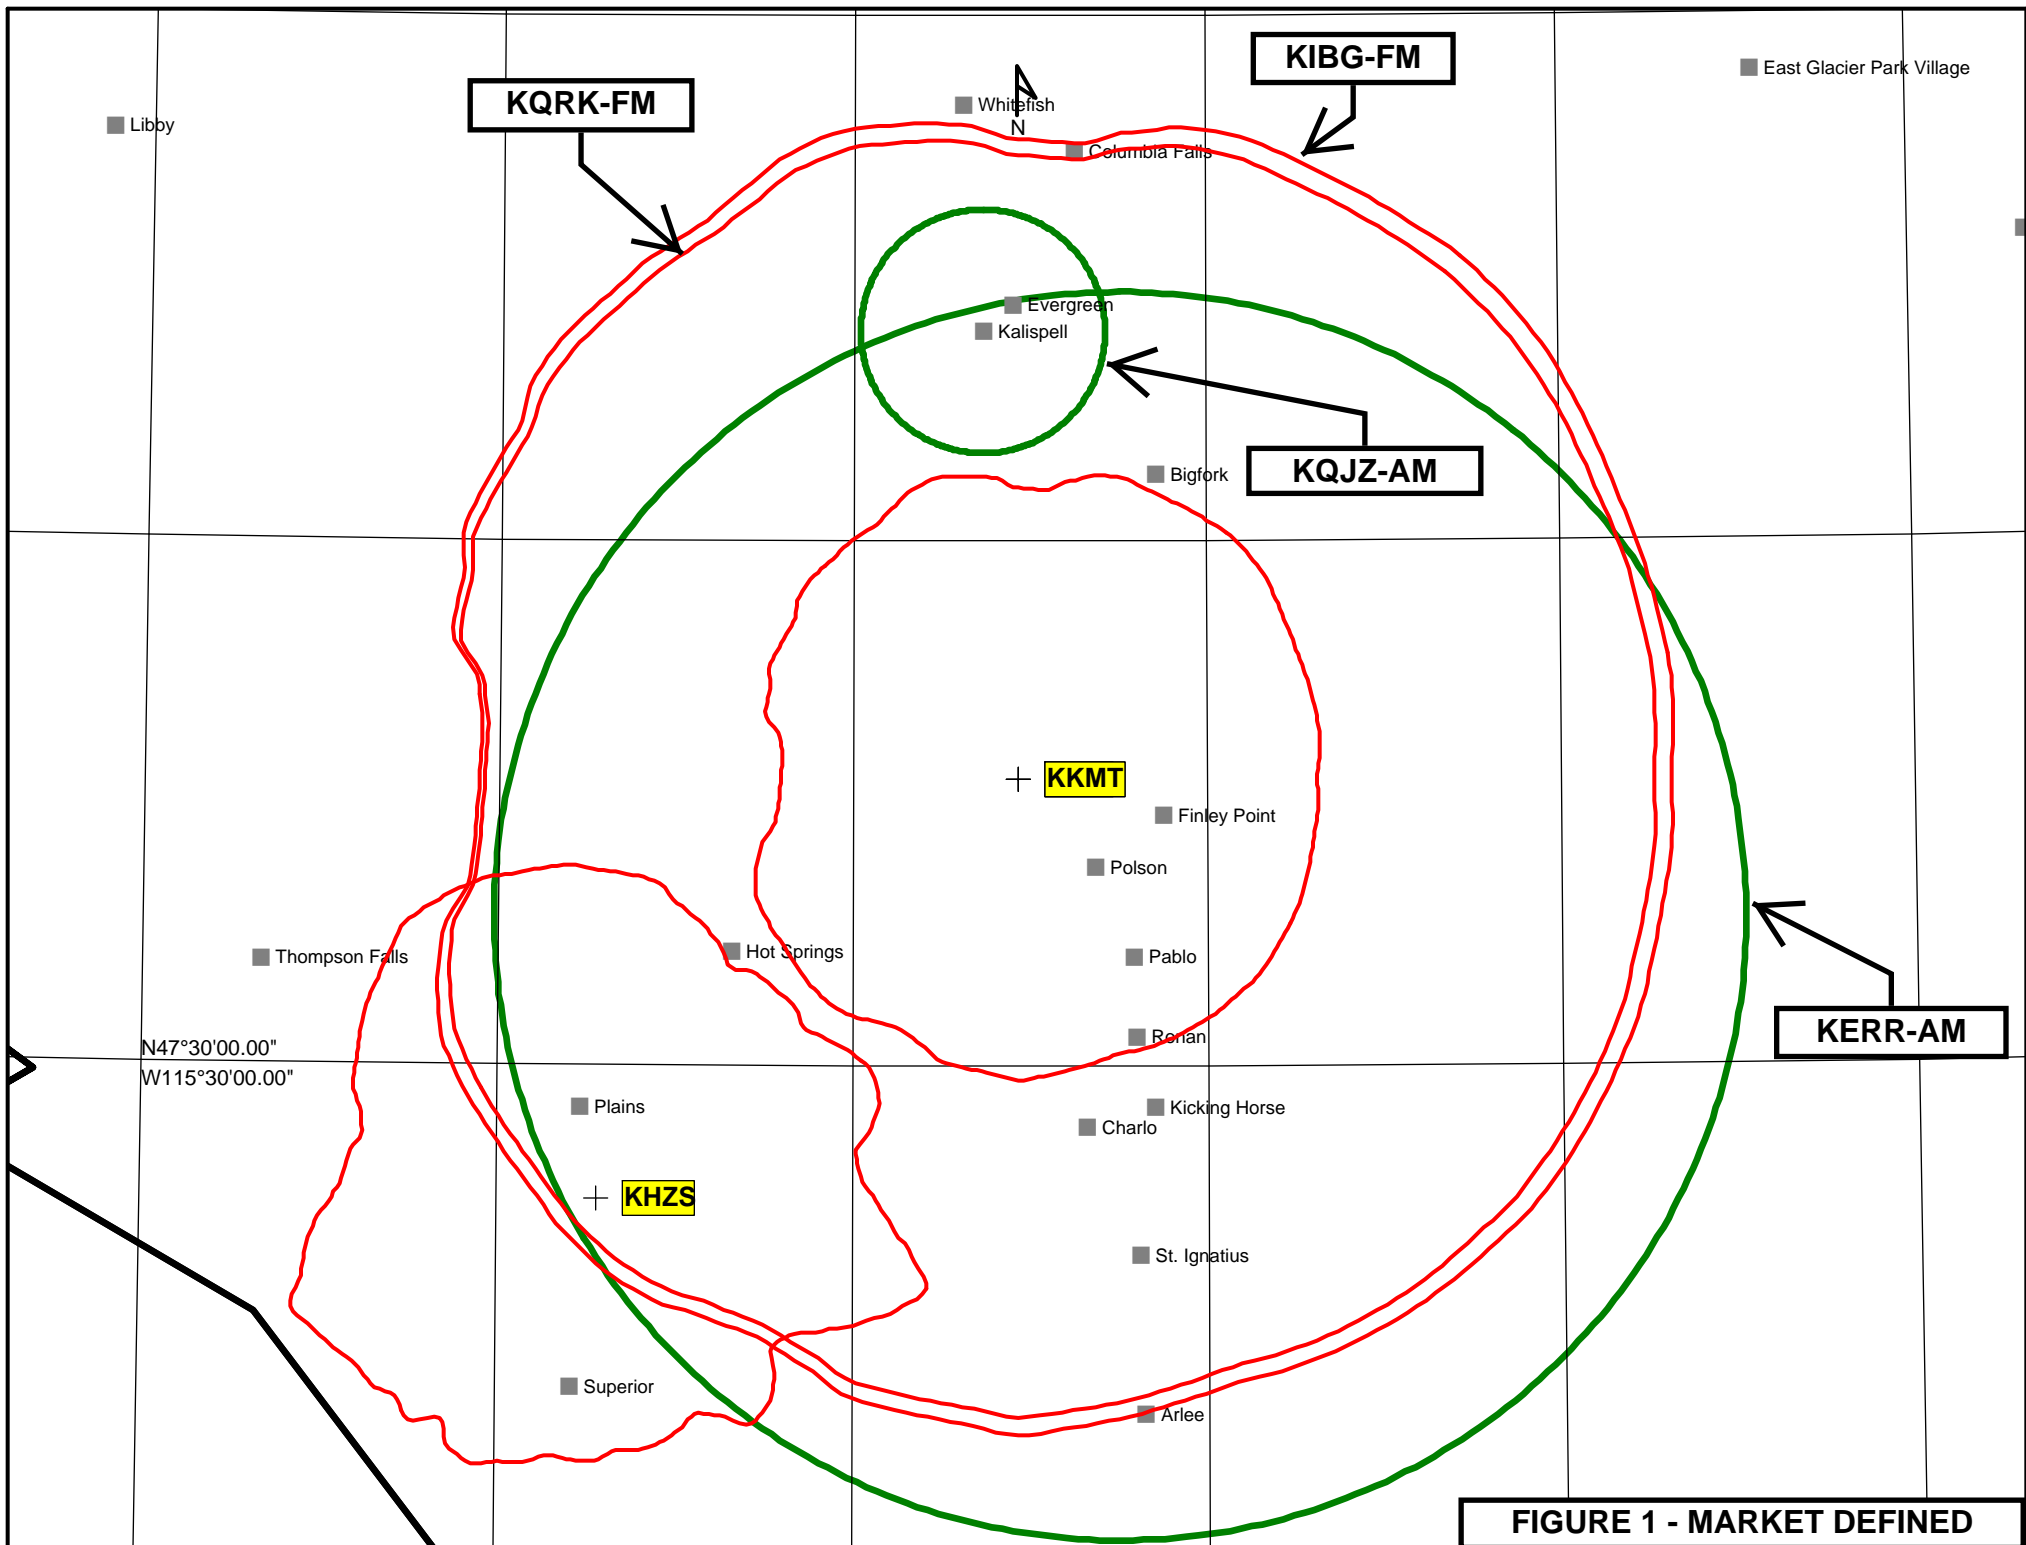 KIBG-FM
East Glacier Park Village
KQRK-FM
Whitefish
Libby
N
Columbia Falls
Evergreen
Kalispell
KQJZ-AM
Bigfork
KKMT
Finley Point
Polson
Hot Springs
Thompson Falls
Pablo
KERR-AM
Ronan
N47°30'00.00"
W115°30'00.00"
Plains
Kicking Horse
Charlo
KHZS
St. Ignatius
Superior
Arlee
FIGURE 1 - MARKET DEFINED